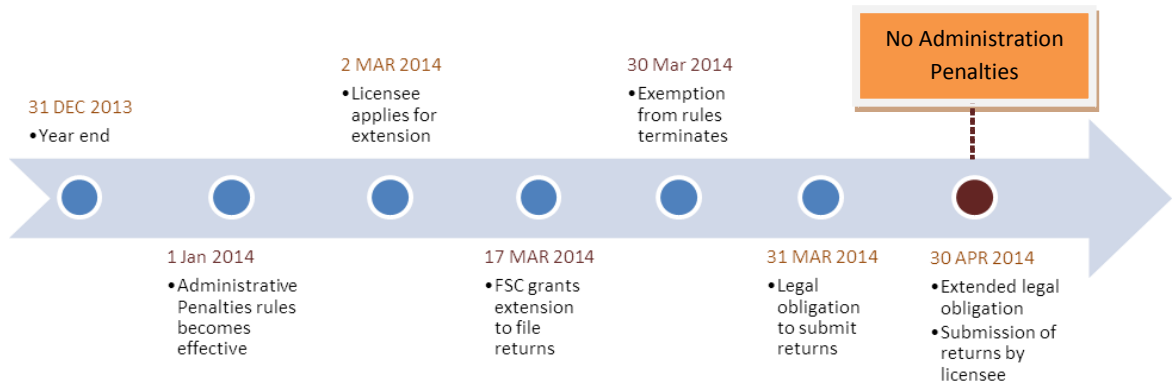 No Administration
Penalties
31 DEC 2013
•Year end
2 MAR 2014
•Licensee
applies for
extension
30 Mar 2014
•Exemption
from rules
terminates
1 Jan 2014
•Administrative
Penalties rules
becomes
effective
17 MAR 2014
•FSC grants
extension
to file
returns
31 MAR 2014
•Legal
obligation
to submit
returns
30 APR 2014
•Extended legal
obligation
•Submission of
returns by
licensee